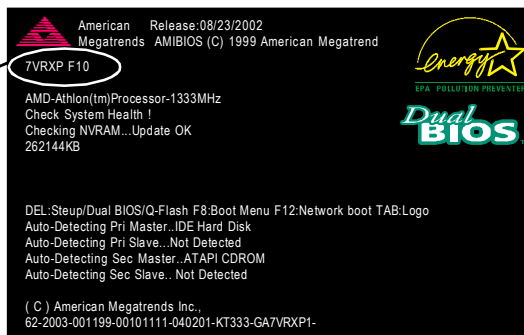 American Release:08/23/2002
Megatrends AMIBIOS (C) 1999 American Megatrend
7VRXP F10
energy
EPA POLLUTION PREVENTER
AMD-Athlon(tm)Processor-1333MHz
Check System Health !
Checking NVRAM...Update OK
262144KB
Dual
BIOS
TM
DEL:Steup/Dual BIOS/Q-Flash F8:Boot Menu F12:Network boot TAB:Logo
Auto-Detecting Pri Master..IDE Hard Disk
Auto-Detecting Pri Slave...Not Detected
Auto-Detecting Sec Master..ATAPI CDROM
Auto-Detecting Sec Slave.. Not Detected
( C ) American Megatrends Inc.,
62-2003-001199-00101111-040201-KT333-GA7VRXP1-